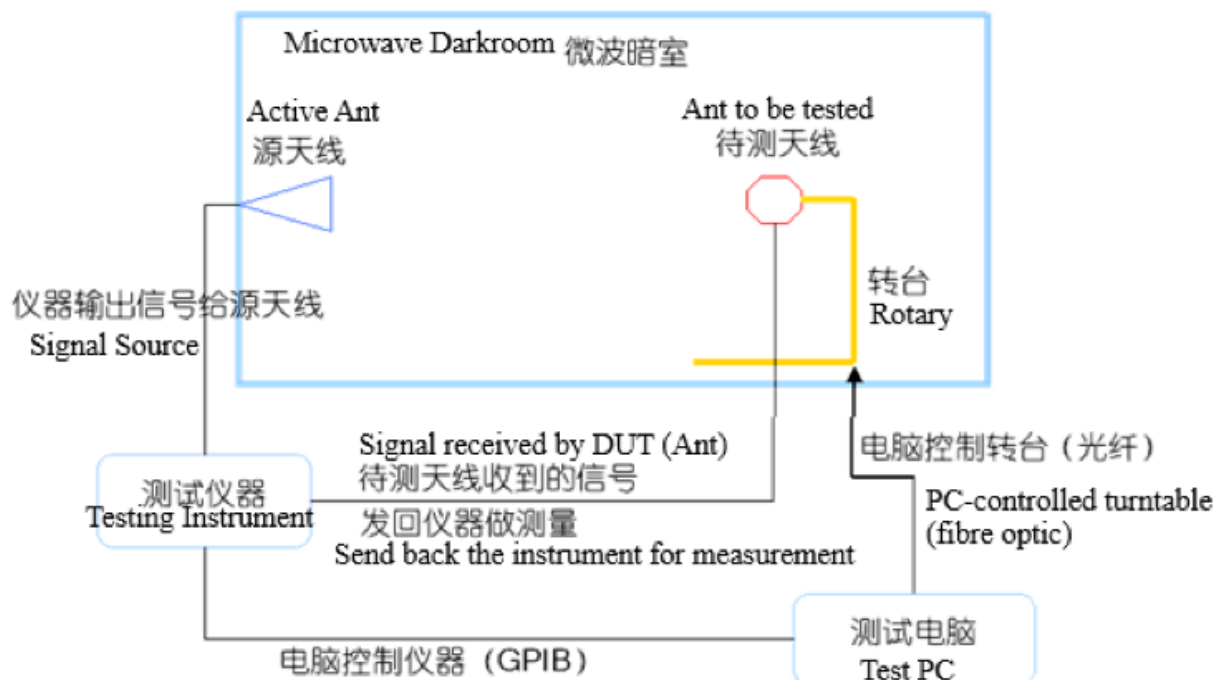 Microwave Darkroom 微波暗室
Active Ant
源天线
Ant to be tested
待测天线
仪器输出信号给源天线
Signal Source
转台
Rotary
Signal received by DUT (Ant)
待测天线收到的信号
发回仪器做测量
Send back the instrument for measurement
电脑控制转台（光纤）
PC-controlled turntable
(fibre optic)
测试仪器
Testing Instrument
电脑控制仪器（GPIB）
测试电脑
Test PC